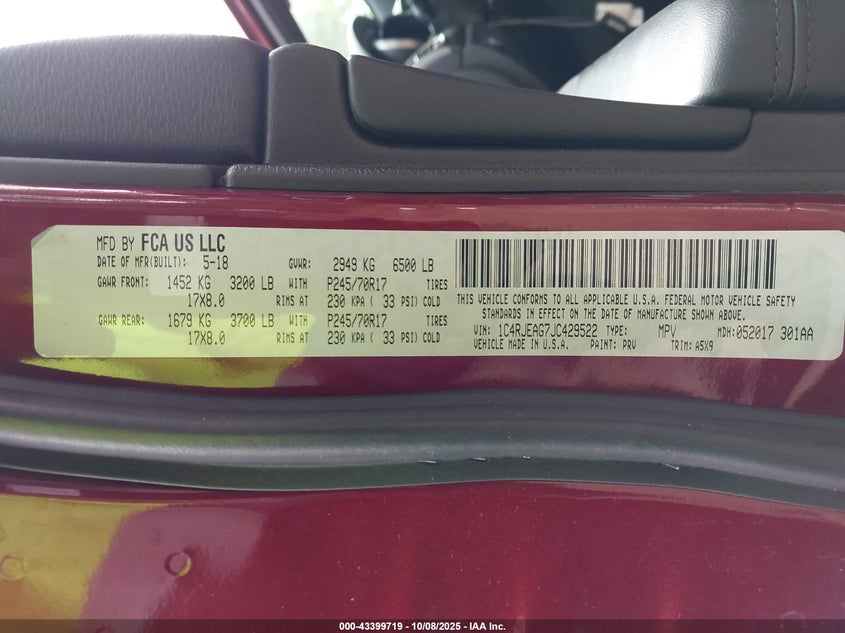 MFD BY FCA US LLC
DATE OF MFR(BUILT): 5-18 GVWR: 2949 KG 6500 LB
GAWR FRONT: 1452 KG 3200 LB WITH P245/70R17 TIRES
17X8.0 RIMS AT 230 KPA ( 33 PSI) COLD
GAWR REAR: 1679 KG 3700 LB WITH P245/70R17 TIRES
17X8.0 RIMS AT 230 KPA ( 33 PSI) COLD
THIS VEHICLE CONFORMS TO ALL APPLICABLE U.S.A. FEDERAL MOTOR VEHICLE SAFETY
STANDARDS IN EFFECT ON THE DATE OF MANUFACTURE SHOWN ABOVE.
VIN: 1C4RJEAG7JC429522 TYPE: MPV MDH:052017 301AA
VEHICLE MADE IN U.S.A. PAINT: PRV TRIM: A5X9
000-43399719 - 10/08/2025 - IAA Inc.